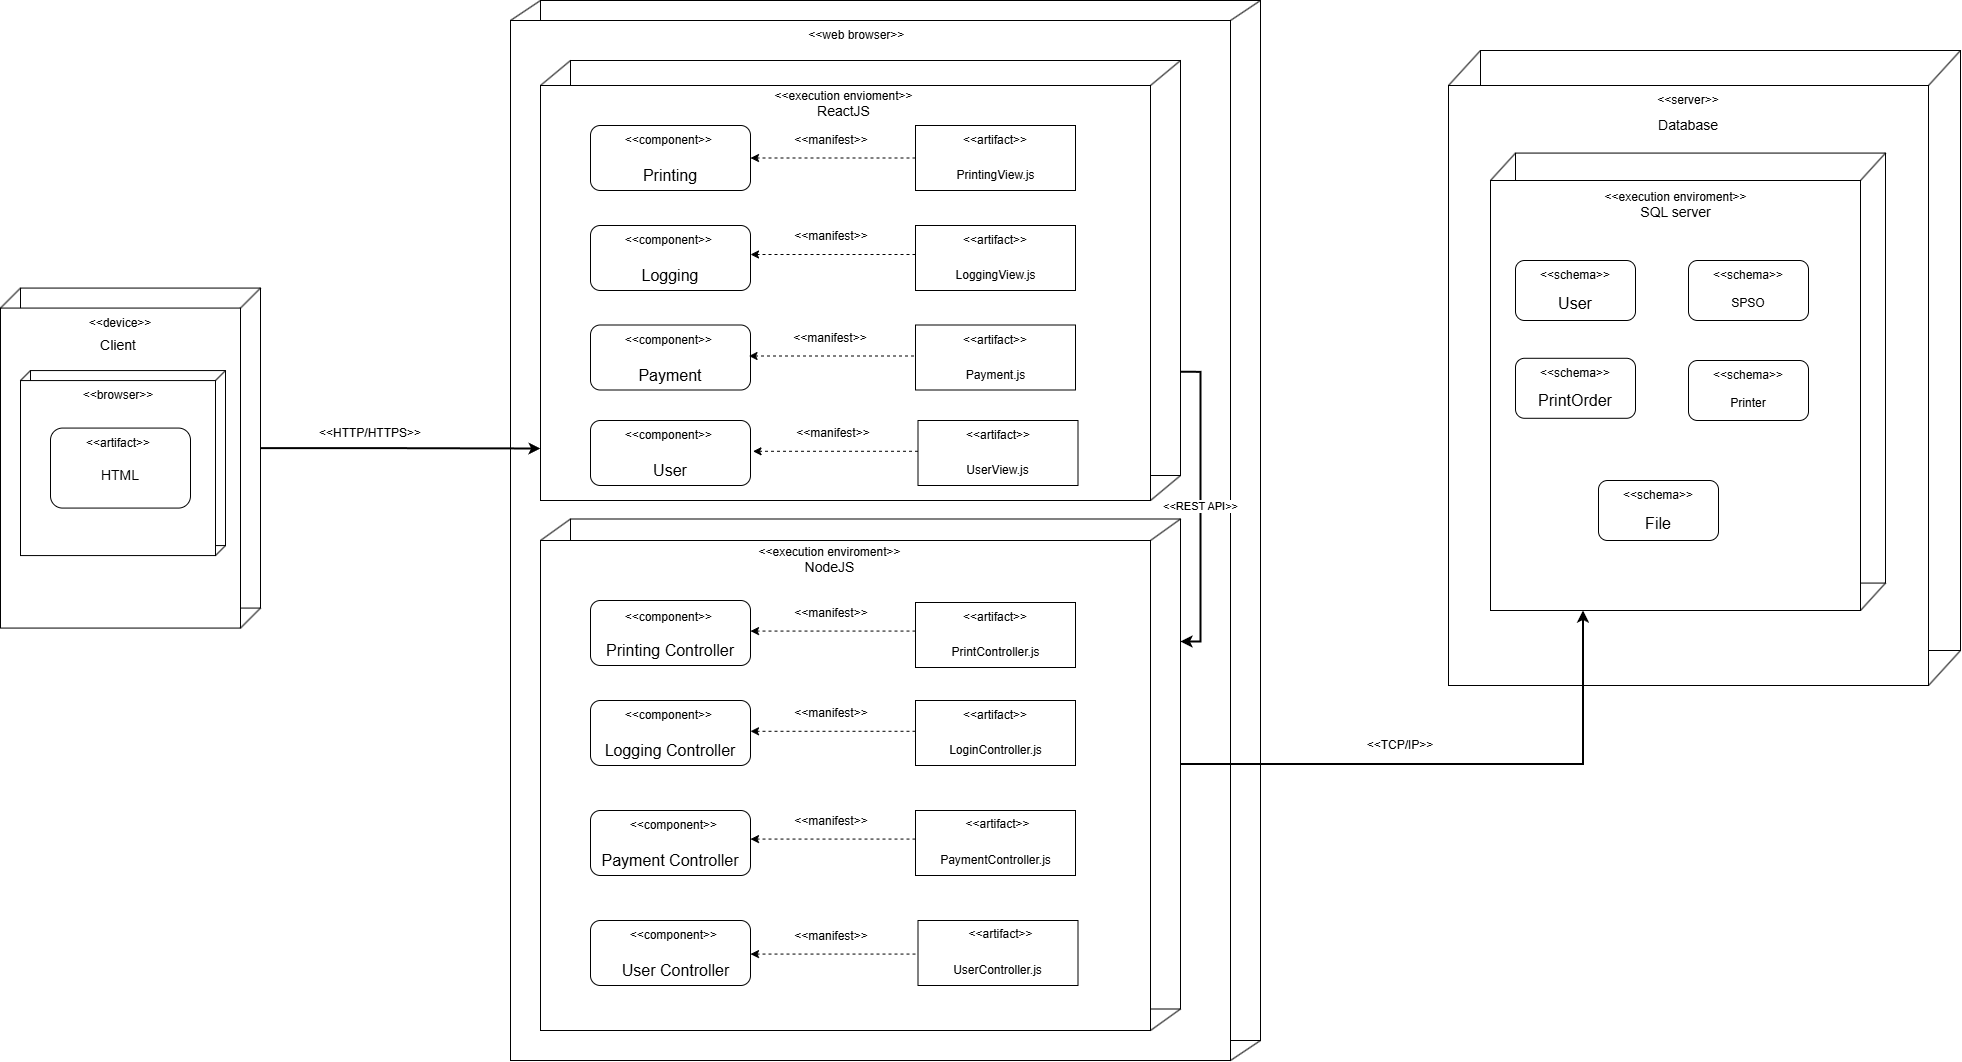 <<device>>
Client
<<browser>>
<<artifact>>
HTML
<<HTTP/HTTPS>>
<<web browser>>
<<execution envioment>>
ReactJS
<<component>>
Printing
<<manifest>>
<<artifact>>
PrintingView.js
<<component>>
Logging
<<manifest>>
<<artifact>>
LoggingView.js
<<component>>
Payment
<<manifest>>
<<artifact>>
Payment.js
<<component>>
User
<<manifest>>
<<artifact>>
UserView.js
<<REST API>>
<<execution enviroment>>
NodeJS
<<component>>
Printing Controller
<<manifest>>
<<artifact>>
PrintController.js
<<component>>
Logging Controller
<<manifest>>
<<artifact>>
LoginController.js
<<component>>
Payment Controller
<<manifest>>
<<artifact>>
PaymentController.js
<<component>>
User Controller
<<manifest>>
<<artifact>>
UserController.js
<<TCP/IP>>
<<server>>
Database
<<execution enviroment>>
SQL server
<<schema>>
User
<<schema>>
SPSO
<<schema>>
PrintOrder
<<schema>>
Printer
<<schema>>
File